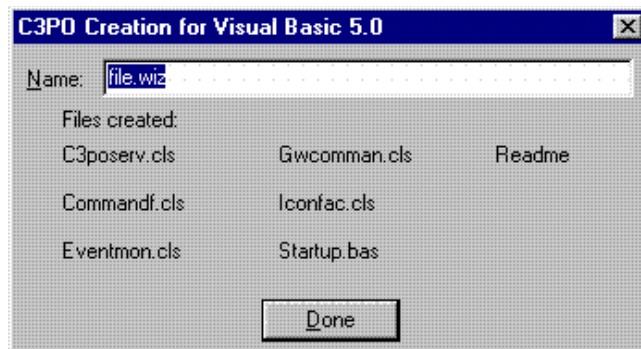 C3PO Creation for Visual Basic 5.0
Name: file.wiz
Files created:
C3poserv.cls Gwcomman.cls Readme
Commandf.cls Iconfac.cls
Eventmon.cls Startup.bas
Done